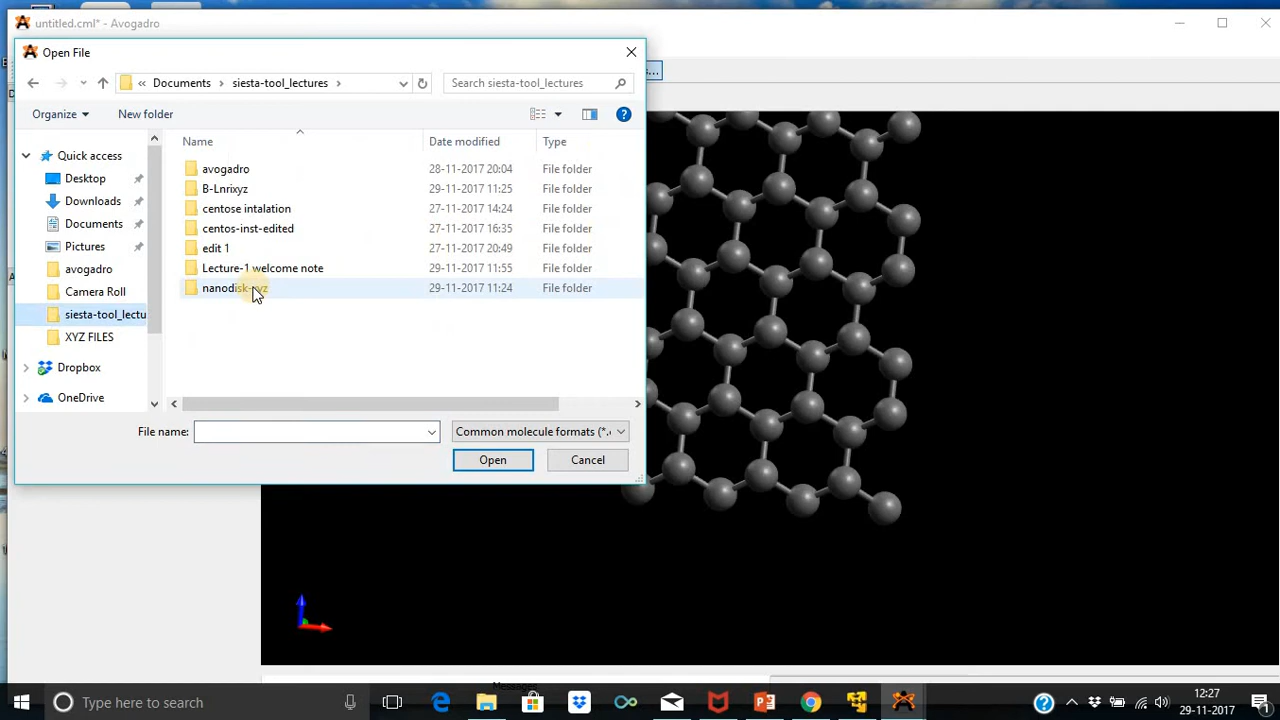 untitled.cml* - Avogadro
Open File
« Documents > siesta-tool_lectures >
Search siesta-tool_lectures
Organize
New folder
Name
Date modified
Type
Quick access
Desktop
Downloads
Documents
Pictures
avogadro
Camera Roll
siesta-tool_lectu
XYZ FILES
Dropbox
OneDrive
avogadro 28-11-2017 20:04 File folder
B-Lnrixyz 29-11-2017 11:25 File folder
centose intalation 27-11-2017 14:24 File folder
centos-inst-edited 27-11-2017 16:35 File folder
edit 1 27-11-2017 20:49 File folder
Lecture-1 welcome note 29-11-2017 11:55 File folder
nanodisk-xyz 29-11-2017 11:24 File folder
File name:
Common molecule formats (*.
Open
Cancel
Messages
Type here to search
12:27
29-11-2017